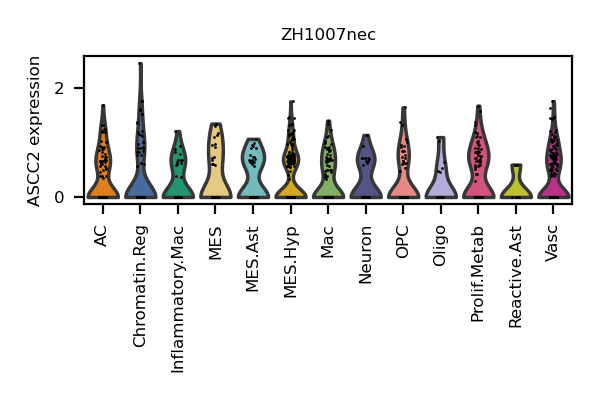 ZH1007nec
ASCC2 expression
2
0
AC
Chromatin.Reg
Inflammatory.Mac
MES
MES.Ast
MES.Hyp
Mac
Neuron
OPC
Oligo
Prolif.Metab
Reactive.Ast
Vasc